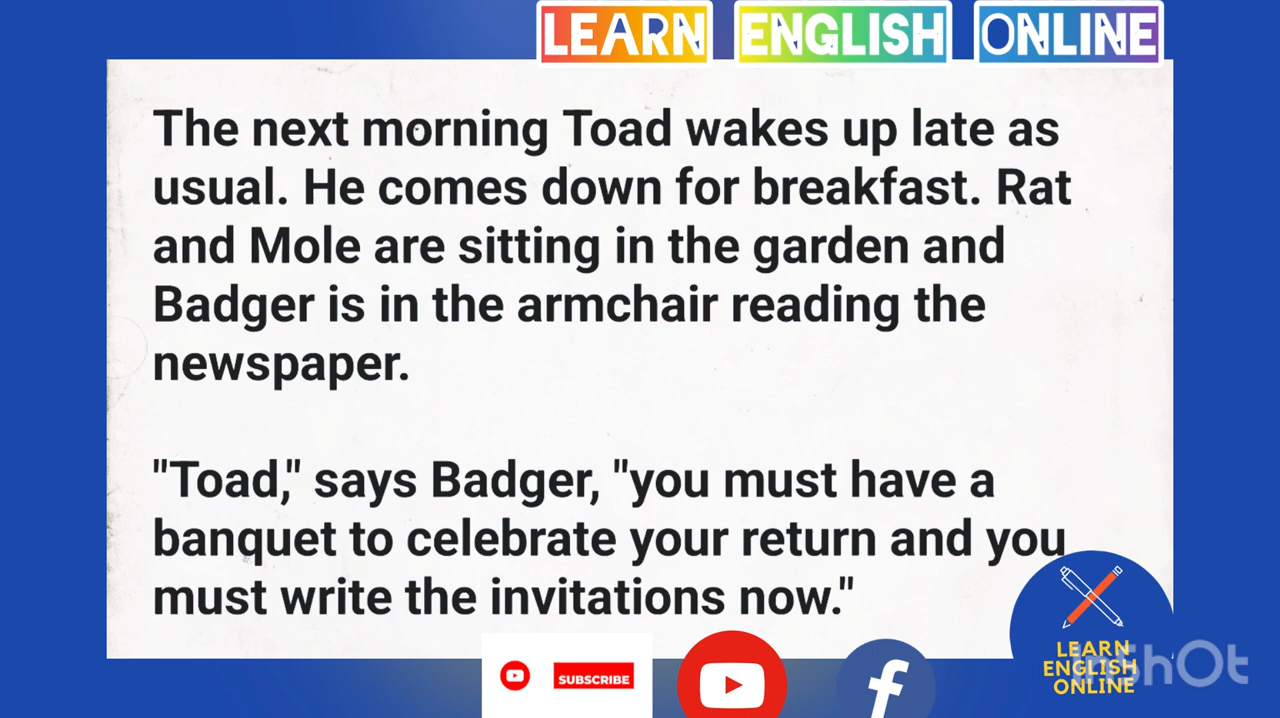 LEARN ENGLISH ONLINE
The next morning Toad wakes up late as
usual. He comes down for breakfast. Rat
and Mole are sitting in the garden and
Badger is in the armchair reading the
newspaper.
"Toad," says Badger, "you must have a
banquet to celebrate your return and you
must write the invitations now."
SUBSCRIBE
LEARN
ENGLISH
ONLINE